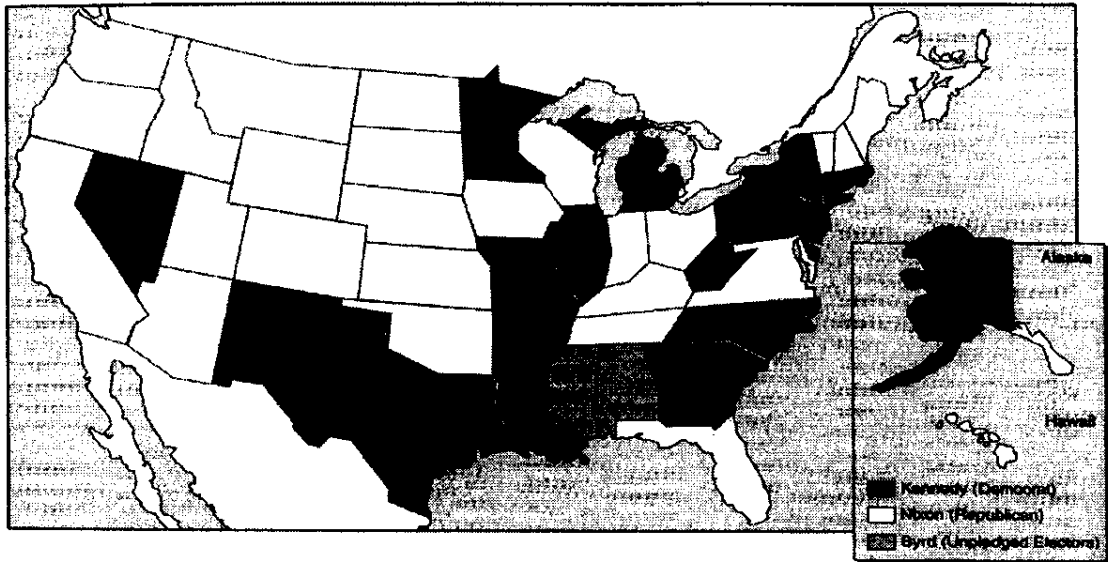 Alaska
Hawaii
Kennedy (Democrat)
Nixon (Republican)
Byrd (Unpledged Electors)